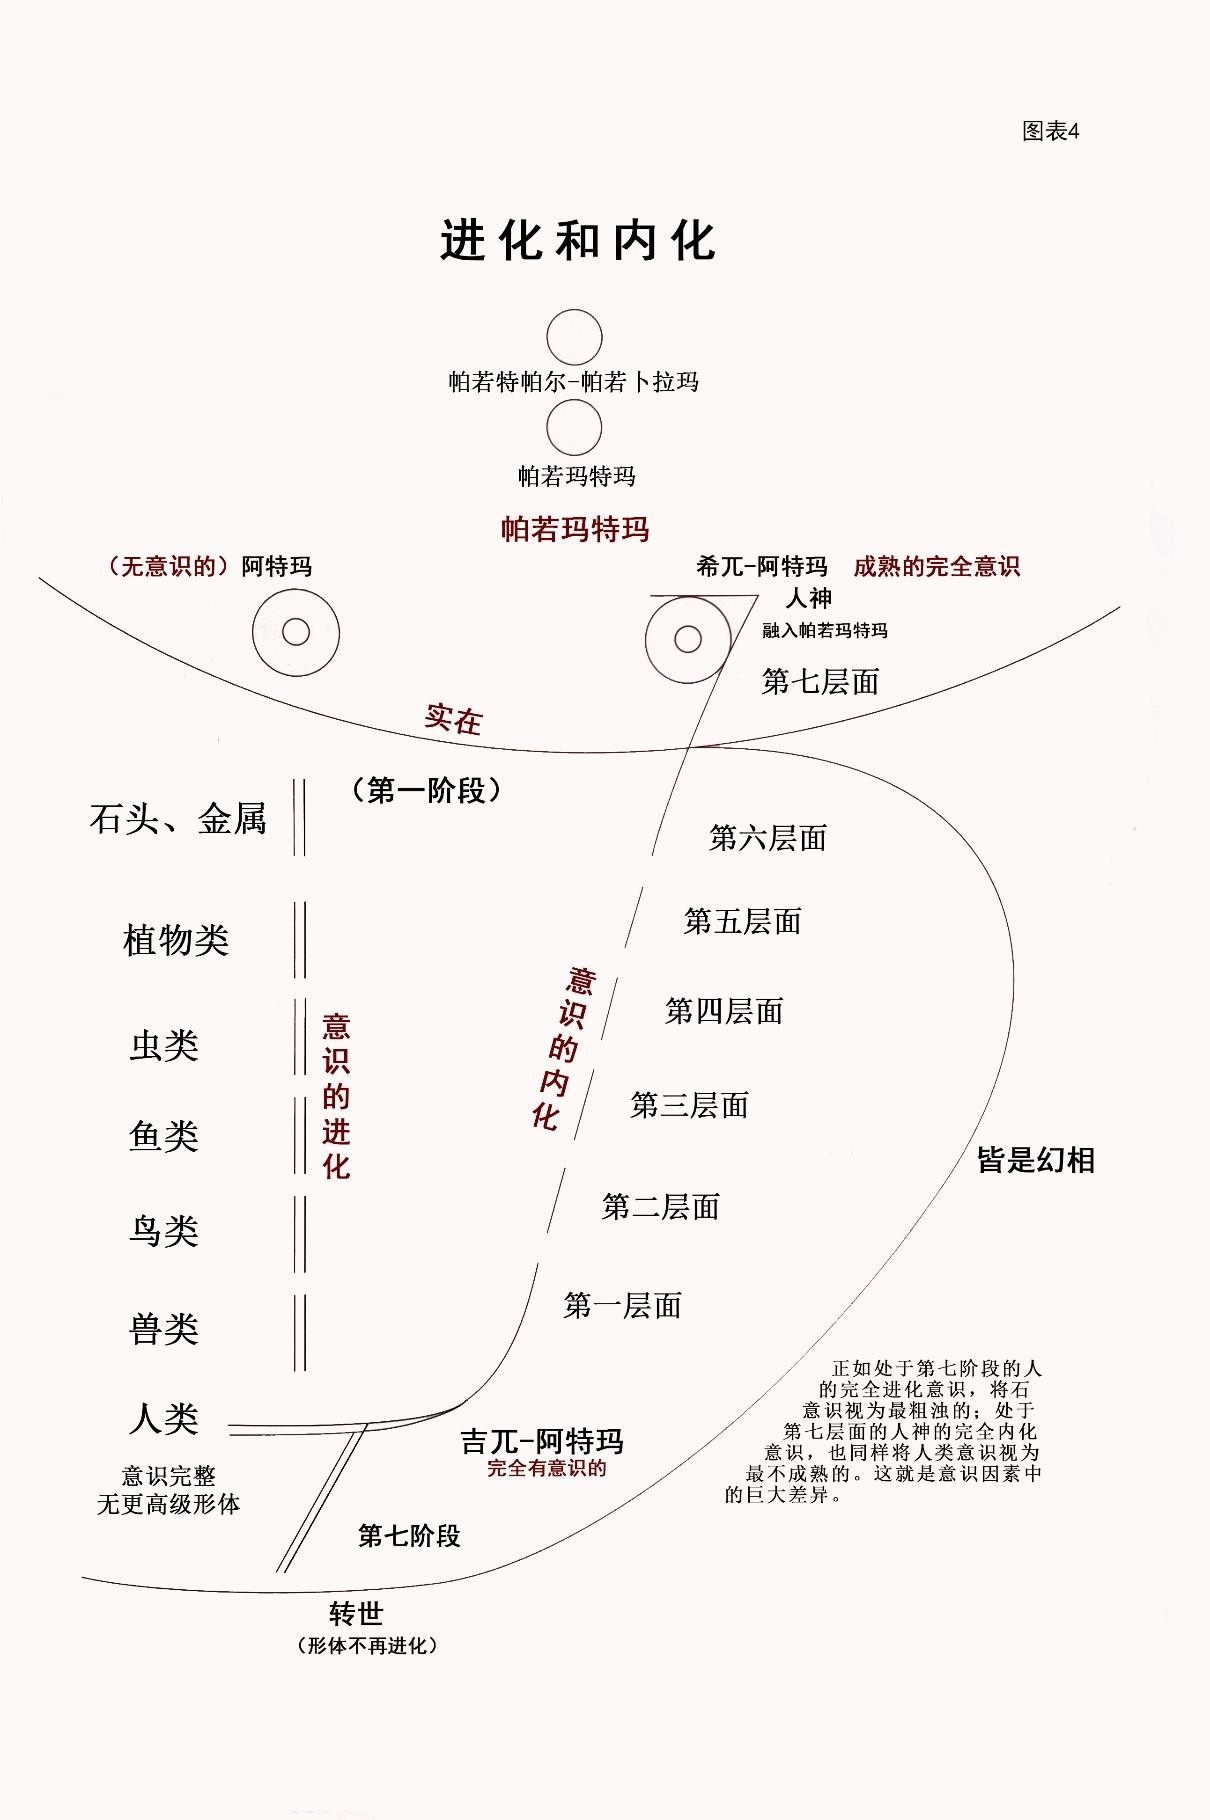 图表4
进化和内化
帕若特帕尔-帕若卜拉玛
帕若玛特玛
帕若玛特玛
（无意识的）阿特玛
希兀-阿特玛 成熟的完全意识
人神
融入帕若玛特玛
第七层面
实在
（第一阶段）
石头、金属
植物类
虫类
鱼类
鸟类
兽类
人类
意识完整
无更高级形体
意识的进化
意识的内化
第六层面
第五层面
第四层面
第三层面
第二层面
第一层面
皆是幻相
吉兀-阿特玛
完全有意识的
第七阶段
转世
（形体不再进化）
正如处于第七阶段的人
的完全进化意识，将石
意识视为最粗浊的；处于
第七层面的人神的完全内化
意识，也同样将人类意识视为
最不成熟的。这就是意识因素中
的巨大差异。